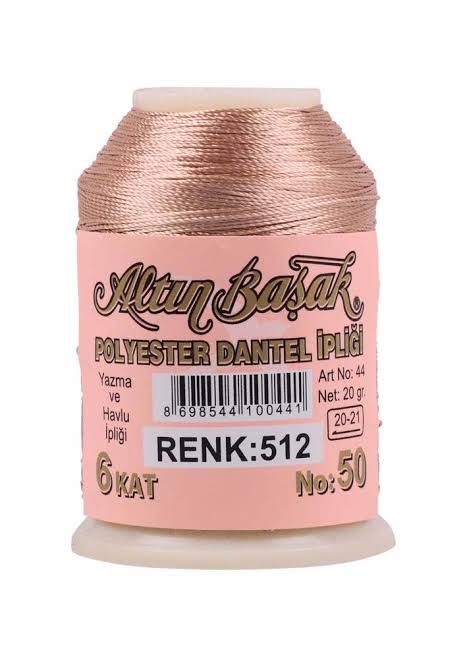 Altın Başak®
POLYESTER DANTEL İPLİĞİ
Yazma
ve
Havlu
İpliği
8 698544 100441
Art No: 44
Net: 20 gr.
20-21
RENK:512
6 KAT
No: 50